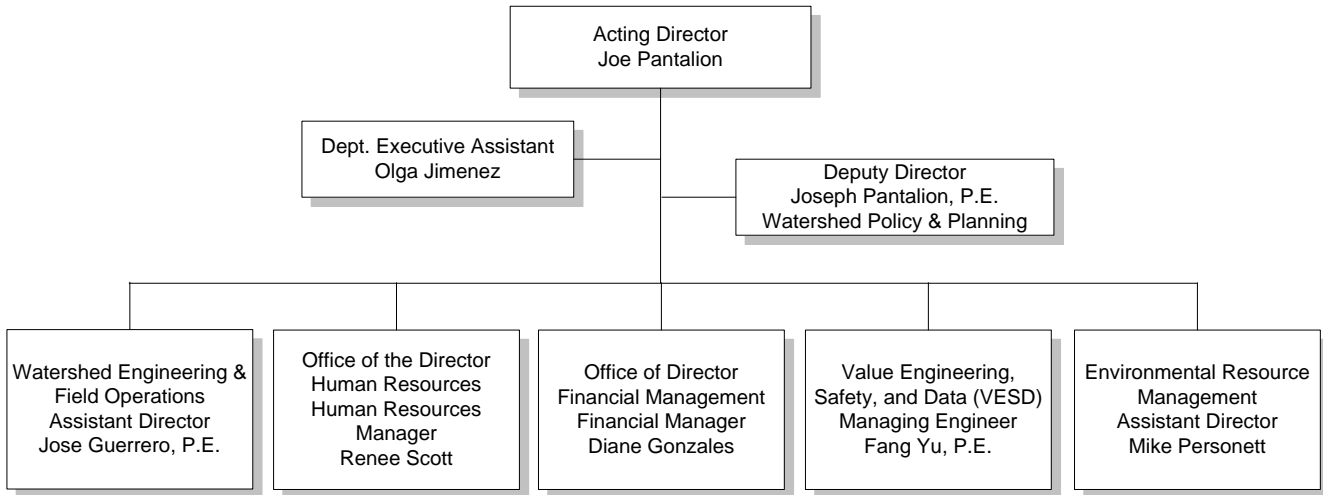 Acting Director
Joe Pantalion
Dept. Executive Assistant
Olga Jimenez
Deputy Director
Joseph Pantalion, P.E.
Watershed Policy & Planning
Watershed Engineering &
Field Operations
Assistant Director
Jose Guerrero, P.E.
Office of the Director
Human Resources
Human Resources
Manager
Renee Scott
Office of Director
Financial Management
Financial Manager
Diane Gonzales
Value Engineering,
Safety, and Data (VESD)
Managing Engineer
Fang Yu, P.E.
Environmental Resource
Management
Assistant Director
Mike Personett